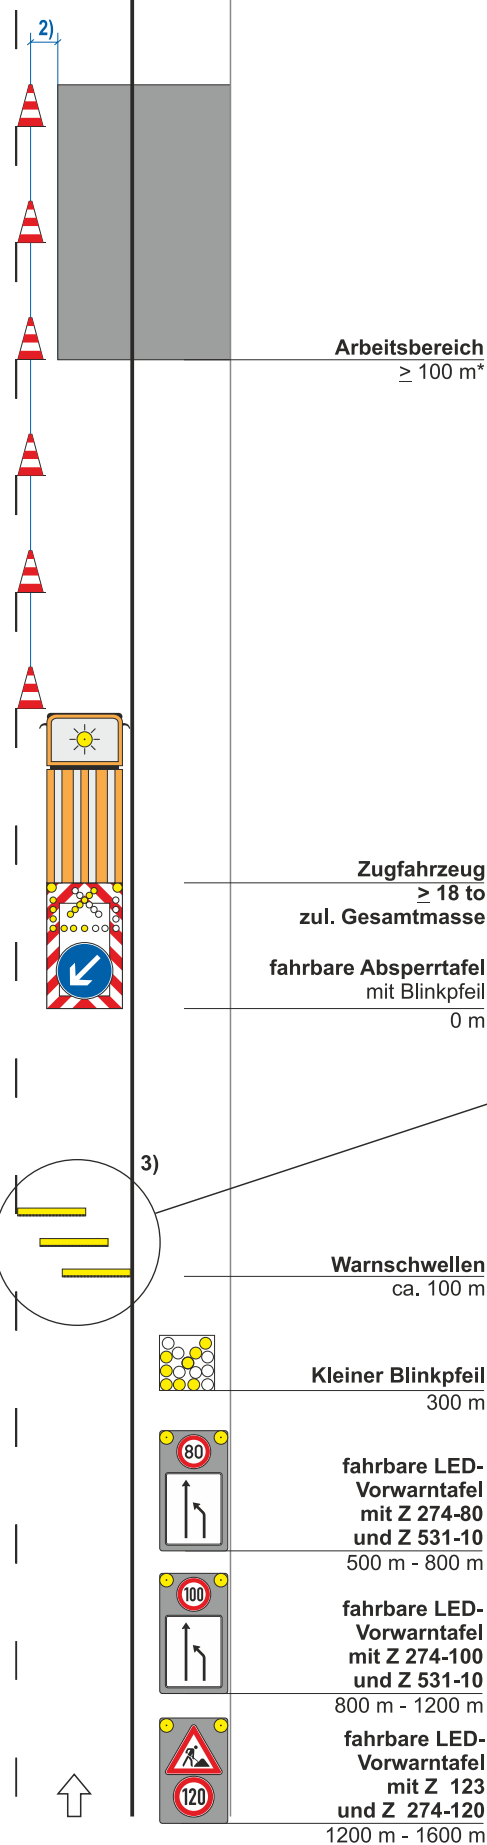 2)
Arbeitsbereich
≥ 100 m*
Zugfahrzeug
≥ 18 to
zul. Gesamtmasse
fahrbare Absperrtafel
mit Blinkpfeil
0 m
3)
Warnschwellen
ca. 100 m
Kleiner Blinkpfeil
300 m
80
fahrbare LED-
Vorwarntafel
mit Z 274-80
und Z 531-10
500 m - 800 m
100
fahrbare LED-
Vorwarntafel
mit Z 274-100
und Z 531-10
800 m - 1200 m
fahrbare LED-
Vorwarntafel
mit Z 123
120
und Z 274-120
1200 m - 1600 m